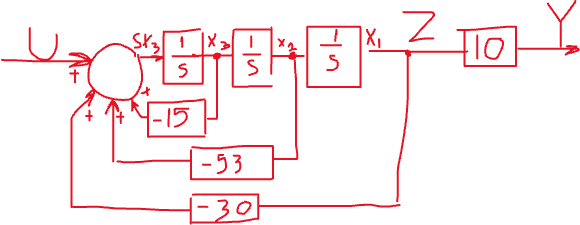 U
+
SX3
1/S
X3
1/S
X2
1/S
X1
Z
10
Y
+
-15
+
-53
+
-30